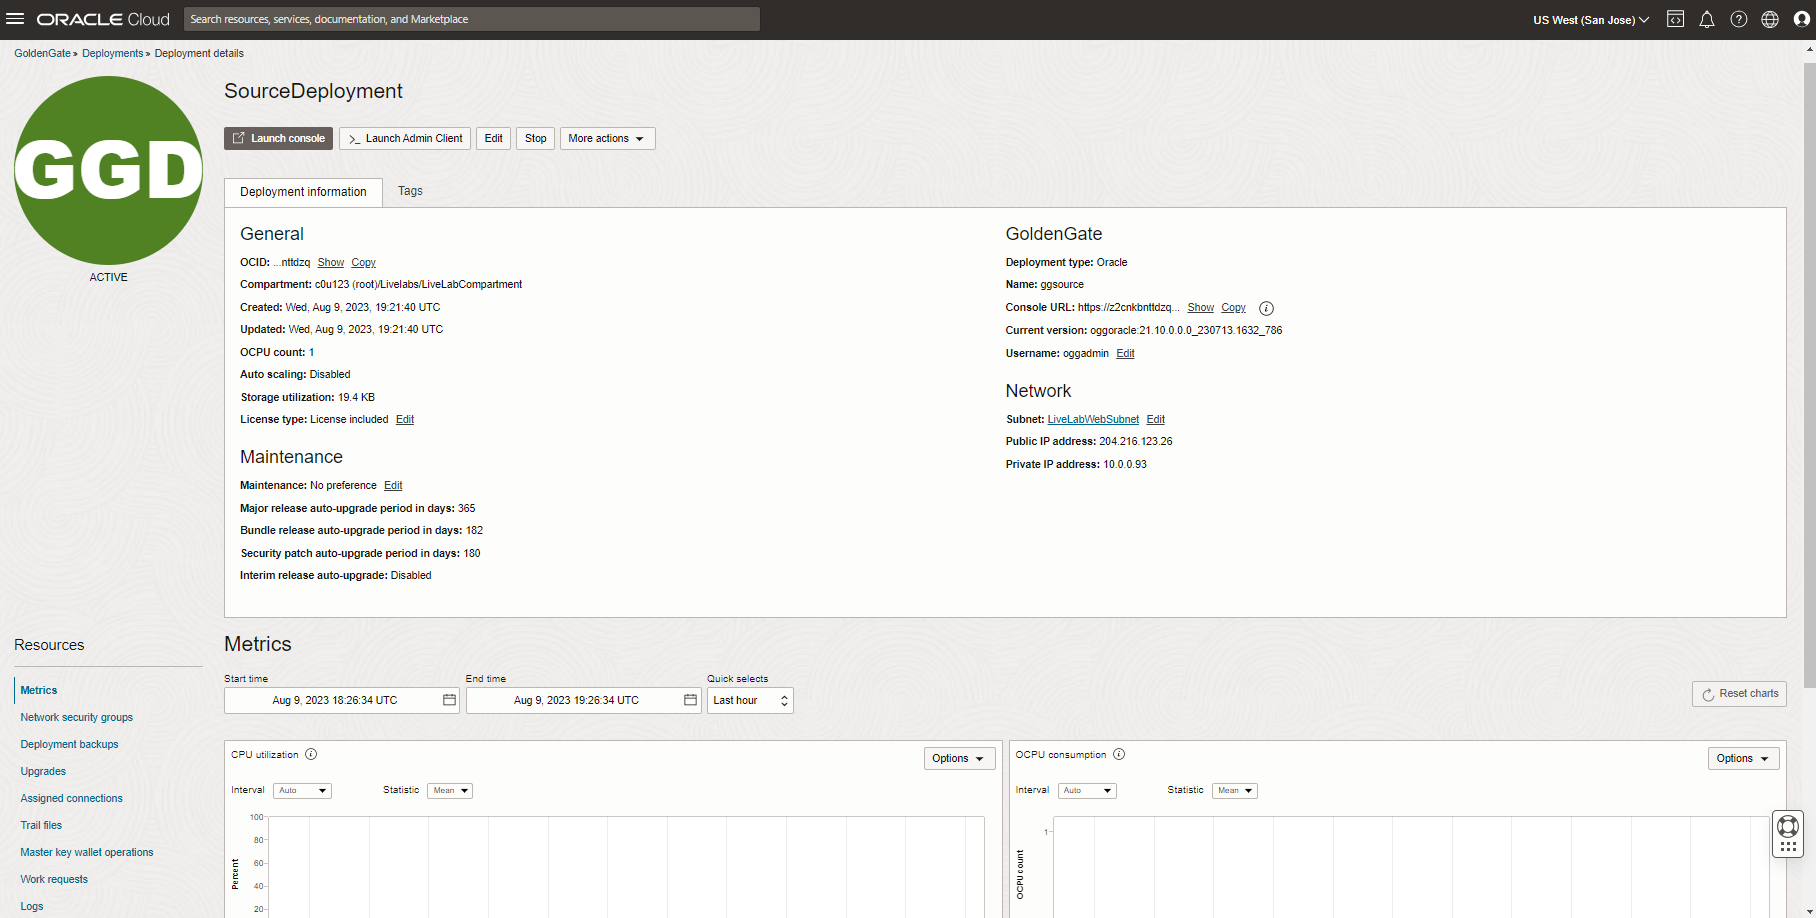 ORACLE Cloud
Search resources, services, documentation, and Marketplace
US West (San Jose)
GoldenGate » Deployments » Deployment details
GGD
ACTIVE
SourceDeployment
Launch console
>_ Launch Admin Client
Edit
Stop
More actions
Deployment information
Tags
General
OCID: ...nttdzq Show Copy
Compartment: c0u123 (root)/Livelabs/LiveLabCompartment
Created: Wed, Aug 9, 2023, 19:21:40 UTC
Updated: Wed, Aug 9, 2023, 19:21:40 UTC
OCPU count: 1
Auto scaling: Disabled
Storage utilization: 19.4 KB
License type: License included Edit
Maintenance
Maintenance: No preference Edit
Major release auto-upgrade period in days: 365
Bundle release auto-upgrade period in days: 182
Security patch auto-upgrade period in days: 180
Interim release auto-upgrade: Disabled
GoldenGate
Deployment type: Oracle
Name: ggsource
Console URL: https://z2cnkbnttdzq... Show Copy
Current version: oggoracle:21.10.0.0.0_230713.1632_786
Username: oggadmin Edit
Network
Subnet: LiveLabWebSubnet Edit
Public IP address: 204.216.123.26
Private IP address: 10.0.0.93
Resources
Metrics
Network security groups
Deployment backups
Upgrades
Assigned connections
Trail files
Master key wallet operations
Work requests
Logs
Metrics
Start time
Aug 9, 2023 18:26:34 UTC
End time
Aug 9, 2023 19:26:34 UTC
Quick selects
Last hour
Reset charts
CPU utilization
Options
Interval Auto
Statistic Mean
100
80
60
40
20
Percent
OCPU consumption
Options
Interval Auto
Statistic Mean
1
OCPU count